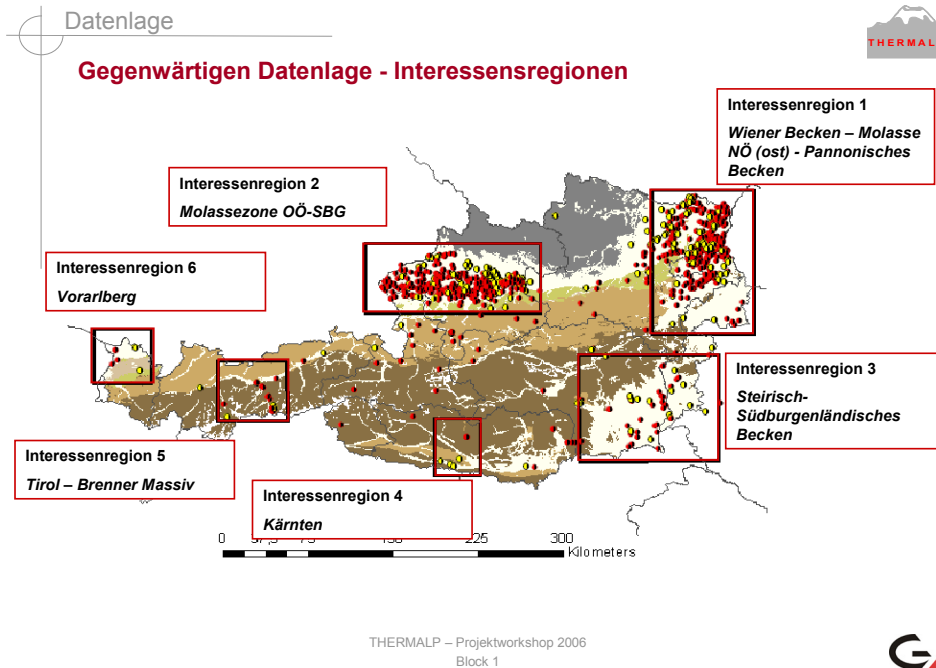 Datenlage
THERMAL
Gegenwärtigen Datenlage - Interessensregionen
Interessenregion 1
Wiener Becken – Molasse
NÖ (ost) - Pannonisches
Becken
Interessenregion 2
Molassezone OÖ-SBG
Interessenregion 6
Vorarlberg
Interessenregion 3
Steirisch-
Südburgenländisches
Becken
Interessenregion 5
Tirol – Brenner Massiv
Interessenregion 4
Kärnten
0 225 300
Kilometers
THERMALP – Projektworkshop 2006
Block 1